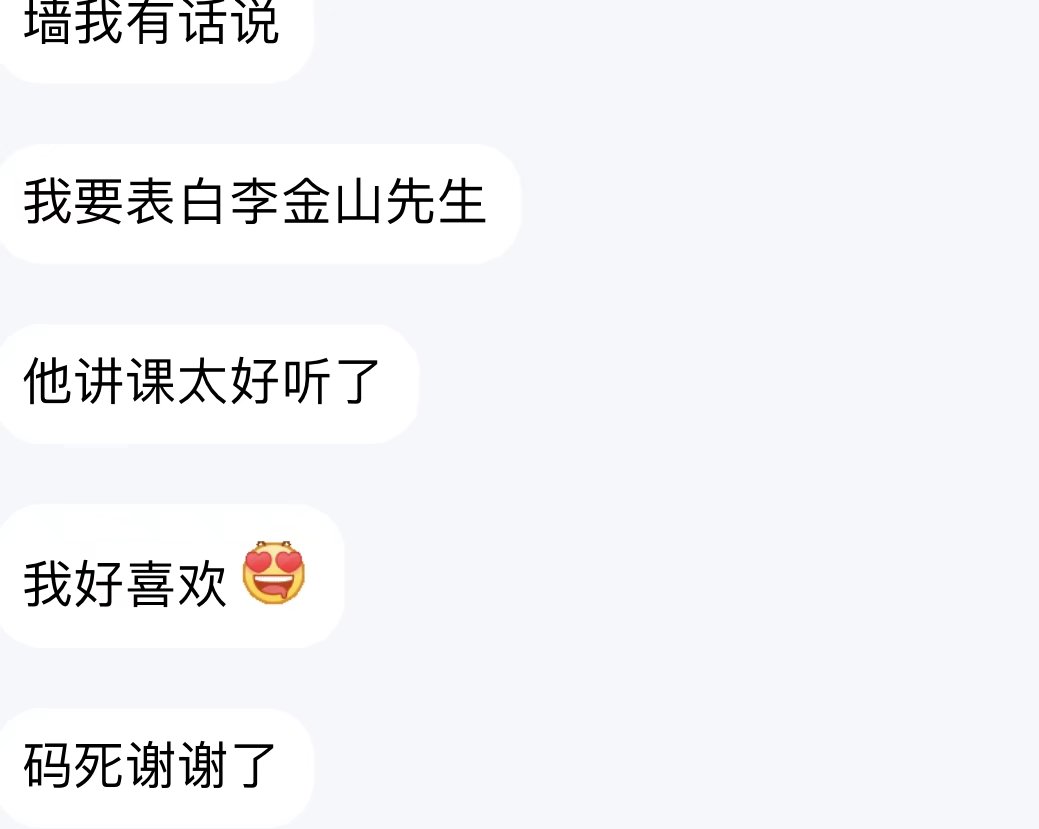 墙我有话说
我要表白李金山先生
他讲课太好听了
我好喜欢😍
码死谢谢了